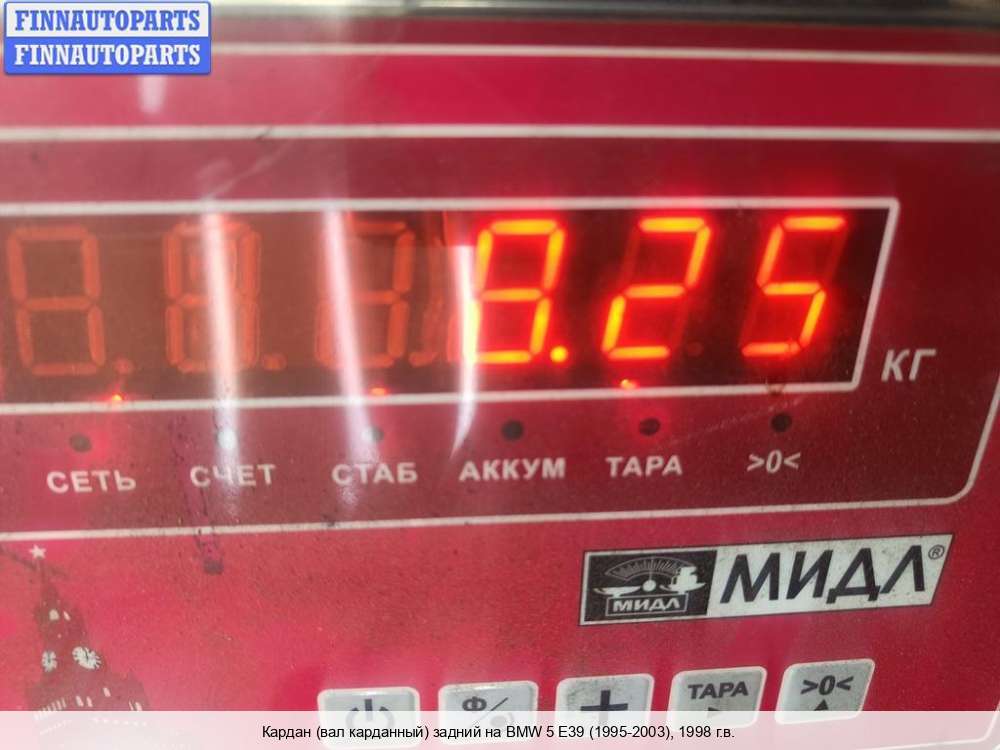 FINNAUTOPARTS
FINNAUTOPARTS
8.25
КГ
СЕТЬ СЧЕТ СТАБ АККУМ ТАРА >0<
МИДЛ МИДЛ®
Ф/ + ТАРА >0<
Кардан (вал карданный) задний на BMW 5 E39 (1995-2003), 1998 г.в.